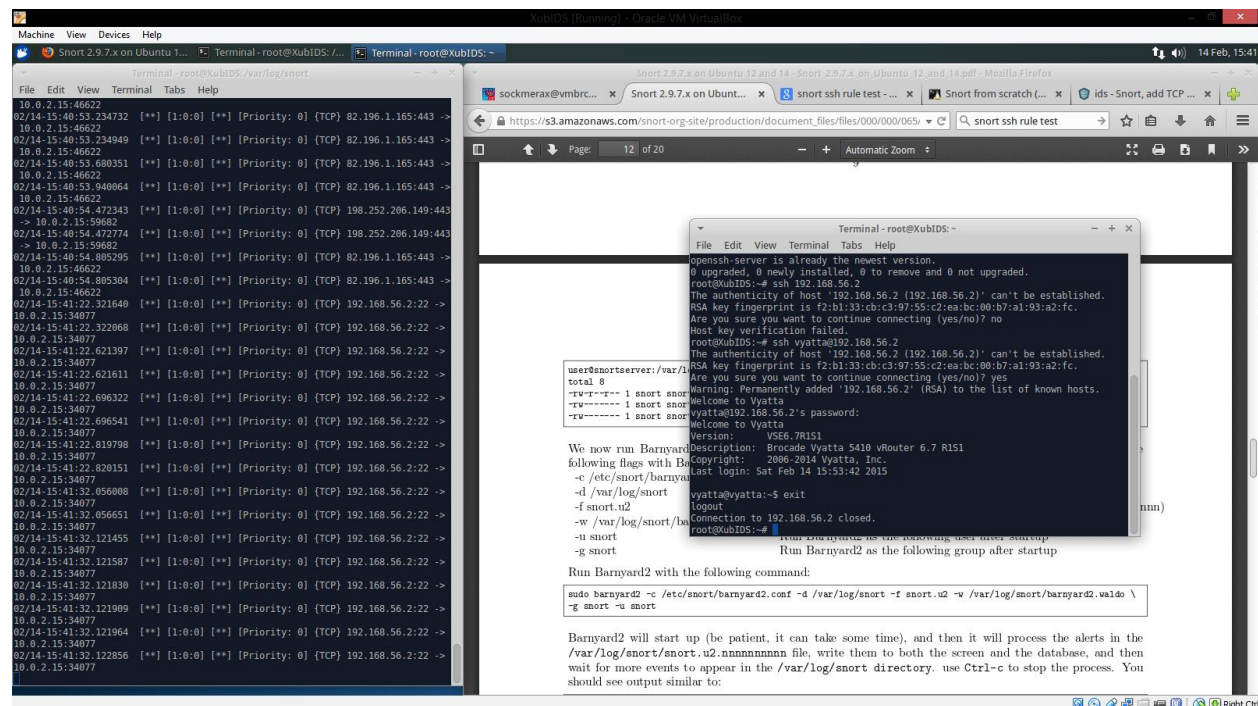 XubIDS [Running] - Oracle VM VirtualBox
Machine View Devices Help
Snort 2.9.7.x on Ubuntu 1... Terminal - root@XubIDS: /... Terminal - root@XubIDS: ~ 14 Feb, 15:41
Terminal - root@XubIDS: /var/log/snort
File Edit View Terminal Tabs Help
10.0.2.15:46622
02/14-15:40:53.234732 [**] [1:0:0] [**] [Priority: 0] {TCP} 82.196.1.165:443 ->
10.0.2.15:46622
02/14-15:40:53.234949 [**] [1:0:0] [**] [Priority: 0] {TCP} 82.196.1.165:443 ->
10.0.2.15:46622
02/14-15:40:53.680351 [**] [1:0:0] [**] [Priority: 0] {TCP} 82.196.1.165:443 ->
10.0.2.15:46622
02/14-15:40:53.940064 [**] [1:0:0] [**] [Priority: 0] {TCP} 82.196.1.165:443 ->
10.0.2.15:46622
02/14-15:40:54.472343 [**] [1:0:0] [**] [Priority: 0] {TCP} 198.252.206.149:443
-> 10.0.2.15:59682
02/14-15:40:54.472774 [**] [1:0:0] [**] [Priority: 0] {TCP} 198.252.206.149:443
-> 10.0.2.15:59682
02/14-15:40:54.805295 [**] [1:0:0] [**] [Priority: 0] {TCP} 82.196.1.165:443 ->
10.0.2.15:46622
02/14-15:40:54.805304 [**] [1:0:0] [**] [Priority: 0] {TCP} 82.196.1.165:443 ->
10.0.2.15:46622
02/14-15:41:22.321640 [**] [1:0:0] [**] [Priority: 0] {TCP} 192.168.56.2:22 ->
10.0.2.15:34077
02/14-15:41:22.322068 [**] [1:0:0] [**] [Priority: 0] {TCP} 192.168.56.2:22 ->
10.0.2.15:34077
02/14-15:41:22.621397 [**] [1:0:0] [**] [Priority: 0] {TCP} 192.168.56.2:22 ->
10.0.2.15:34077
02/14-15:41:22.621611 [**] [1:0:0] [**] [Priority: 0] {TCP} 192.168.56.2:22 ->
10.0.2.15:34077
02/14-15:41:22.696322 [**] [1:0:0] [**] [Priority: 0] {TCP} 192.168.56.2:22 ->
10.0.2.15:34077
02/14-15:41:22.696541 [**] [1:0:0] [**] [Priority: 0] {TCP} 192.168.56.2:22 ->
10.0.2.15:34077
02/14-15:41:22.819798 [**] [1:0:0] [**] [Priority: 0] {TCP} 192.168.56.2:22 ->
10.0.2.15:34077
02/14-15:41:22.820151 [**] [1:0:0] [**] [Priority: 0] {TCP} 192.168.56.2:22 ->
10.0.2.15:34077
02/14-15:41:32.056008 [**] [1:0:0] [**] [Priority: 0] {TCP} 192.168.56.2:22 ->
10.0.2.15:34077
02/14-15:41:32.056651 [**] [1:0:0] [**] [Priority: 0] {TCP} 192.168.56.2:22 ->
10.0.2.15:34077
02/14-15:41:32.121455 [**] [1:0:0] [**] [Priority: 0] {TCP} 192.168.56.2:22 ->
10.0.2.15:34077
02/14-15:41:32.121587 [**] [1:0:0] [**] [Priority: 0] {TCP} 192.168.56.2:22 ->
10.0.2.15:34077
02/14-15:41:32.121830 [**] [1:0:0] [**] [Priority: 0] {TCP} 192.168.56.2:22 ->
10.0.2.15:34077
02/14-15:41:32.121909 [**] [1:0:0] [**] [Priority: 0] {TCP} 192.168.56.2:22 ->
10.0.2.15:34077
02/14-15:41:32.121964 [**] [1:0:0] [**] [Priority: 0] {TCP} 192.168.56.2:22 ->
10.0.2.15:34077
02/14-15:41:32.122856 [**] [1:0:0] [**] [Priority: 0] {TCP} 192.168.56.2:22 ->
10.0.2.15:34077
Snort 2.9.7.x on Ubuntu 12 and 14 - Snort_2.9.7.x_on_Ubuntu_12_and_14.pdf - Mozilla Firefox
sockmerax@vmbrc... Snort 2.9.7.x on Ubunt... snort ssh rule test - ... Snort from scratch (... ids - Snort, add TCP ...
https://s3.amazonaws.com/snort-org-site/production/document_files/files/000/000/065/ snort ssh rule test
Page: 12 of 20 Automatic Zoom
9
Terminal - root@XubIDS: ~
File Edit View Terminal Tabs Help
openssh-server is already the newest version.
0 upgraded, 0 newly installed, 0 to remove and 0 not upgraded.
root@XubIDS:~# ssh 192.168.56.2
The authenticity of host '192.168.56.2 (192.168.56.2)' can't be established.
RSA key fingerprint is f2:b1:33:cb:c3:97:55:c2:ea:bc:00:b7:a1:93:a2:fc.
Are you sure you want to continue connecting (yes/no)? no
Host key verification failed.
root@XubIDS:~# ssh vyatta@192.168.56.2
The authenticity of host '192.168.56.2 (192.168.56.2)' can't be established.
RSA key fingerprint is f2:b1:33:cb:c3:97:55:c2:ea:bc:00:b7:a1:93:a2:fc.
Are you sure you want to continue connecting (yes/no)? yes
Warning: Permanently added '192.168.56.2' (RSA) to the list of known hosts.
Welcome to Vyatta
vyatta@192.168.56.2's password:
Welcome to Vyatta
Version: VSE6.7R1S1
Description: Brocade Vyatta 5410 vRouter 6.7 R1S1
Copyright: 2006-2014 Vyatta, Inc.
Last login: Sat Feb 14 15:53:42 2015
vyatta@vyatta:~$ exit
logout
Connection to 192.168.56.2 closed.
root@XubIDS:~#
user@snortserver:/var/l
total 8
-rw-r--r-- 1 snort snor
-rw------- 1 snort snor
-rw------- 1 snort snor
We now run Barnyard
following flags with Ba
-c /etc/snort/barnya
-d /var/log/snort
-f snort.u2 nnn)
-w /var/log/snort/ba
-u snort Run Barnyard2 as the following user after startup
-g snort Run Barnyard2 as the following group after startup
Run Barnyard2 with the following command:
sudo barnyard2 -c /etc/snort/barnyard2.conf -d /var/log/snort -f snort.u2 -w /var/log/snort/barnyard2.waldo \
-g snort -u snort
Barnyard2 will start up (be patient, it can take some time), and then it will process the alerts in the
/var/log/snort/snort.u2.nnnnnnnnnn file, write them to both the screen and the database, and then
wait for more events to appear in the /var/log/snort directory. use Ctrl-c to stop the process. You
should see output similar to:
Right Ctrl